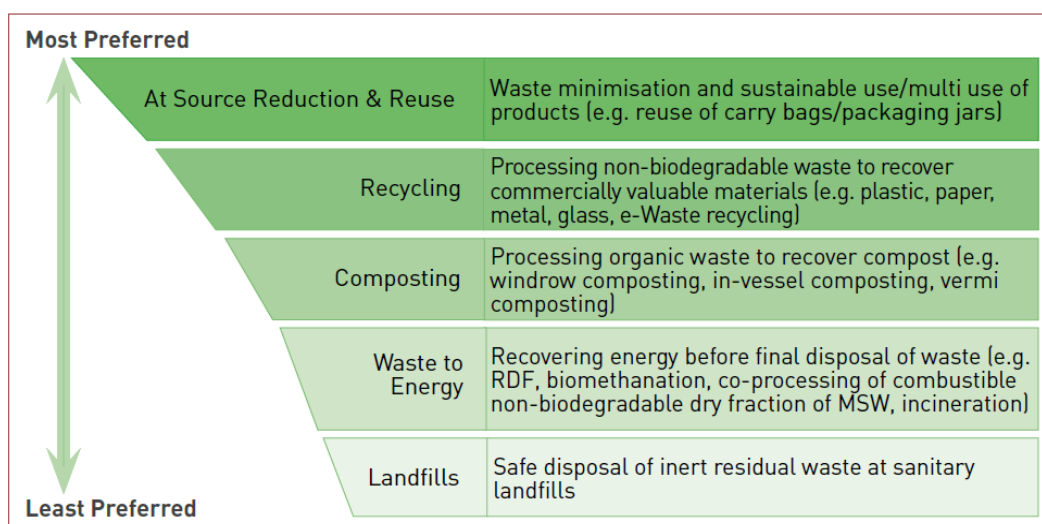 Most Preferred
At Source Reduction & Reuse
Waste minimisation and sustainable use/multi use of
products (e.g. reuse of carry bags/packaging jars)
Recycling
Processing non-biodegradable waste to recover
commercially valuable materials (e.g. plastic, paper,
metal, glass, e-Waste recycling)
Composting
Processing organic waste to recover compost (e.g.
windrow composting, in-vessel composting, vermi
composting)
Waste to
Energy
Recovering energy before final disposal of waste (e.g.
RDF, biomethanation, co-processing of combustible
non-biodegradable dry fraction of MSW, incineration)
Landfills
Safe disposal of inert residual waste at sanitary
landfills
Least Preferred